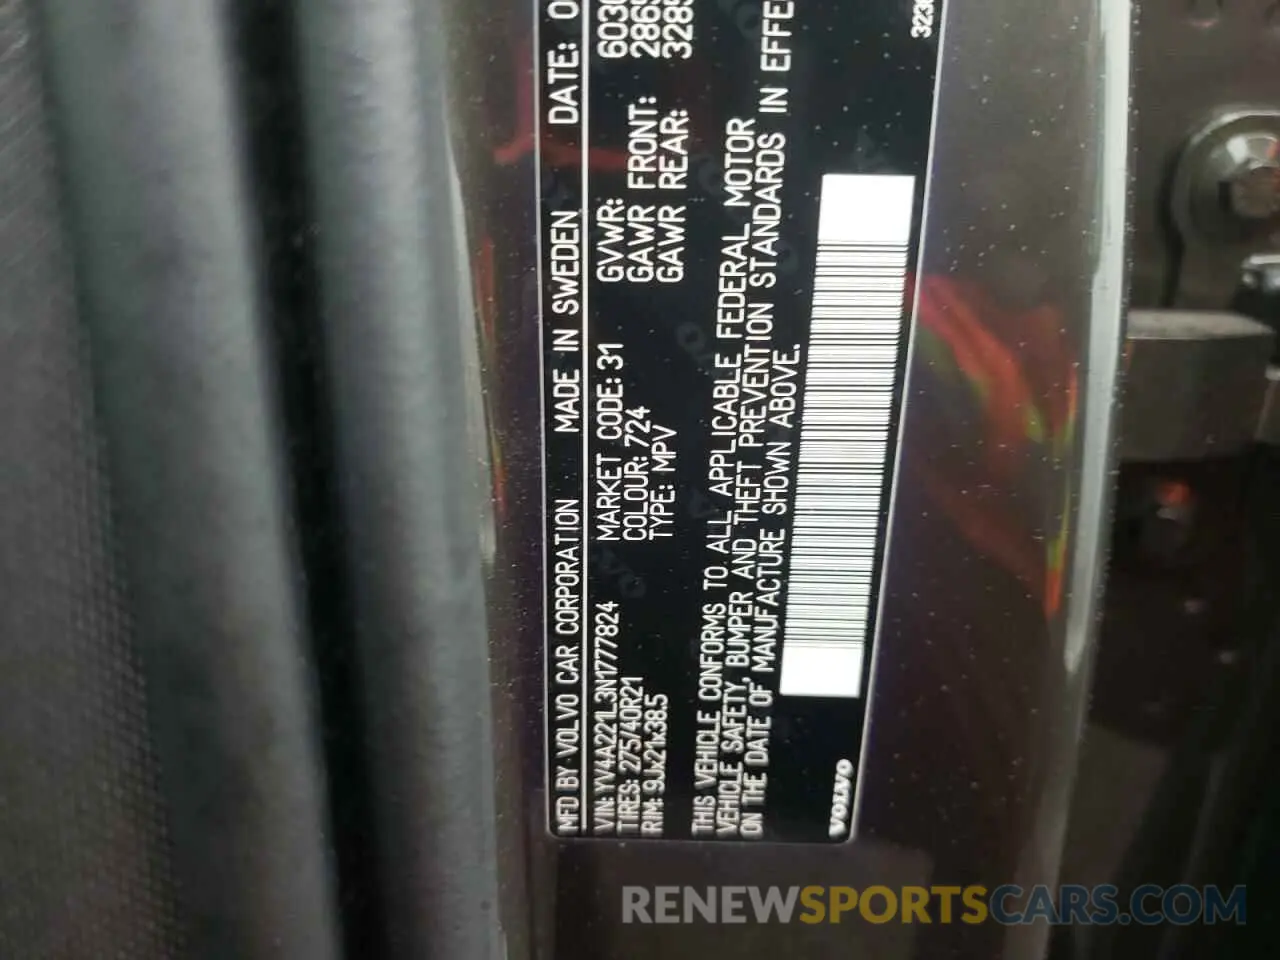 MFD BY VOLVO CAR CORPORATION MADE IN SWEDEN DATE: 0
VIN: YV4A221L3N1777824 MARKET CODE: 31 GVWR: 6030
TIRES: 275/40R21 COLOUR: 724 GAWR FRONT: 286
RIM: 9Jx21x38.5 TYPE: MPV GAWR REAR: 328
THIS VEHICLE CONFORMS TO ALL APPLICABLE FEDERAL MOTOR
VEHICLE SAFETY, BUMPER AND THEFT PREVENTION STANDARDS IN EFFE
ON THE DATE OF MANUFACTURE SHOWN ABOVE.
VOLVO
323
RENEWSPORTSCARS.COM